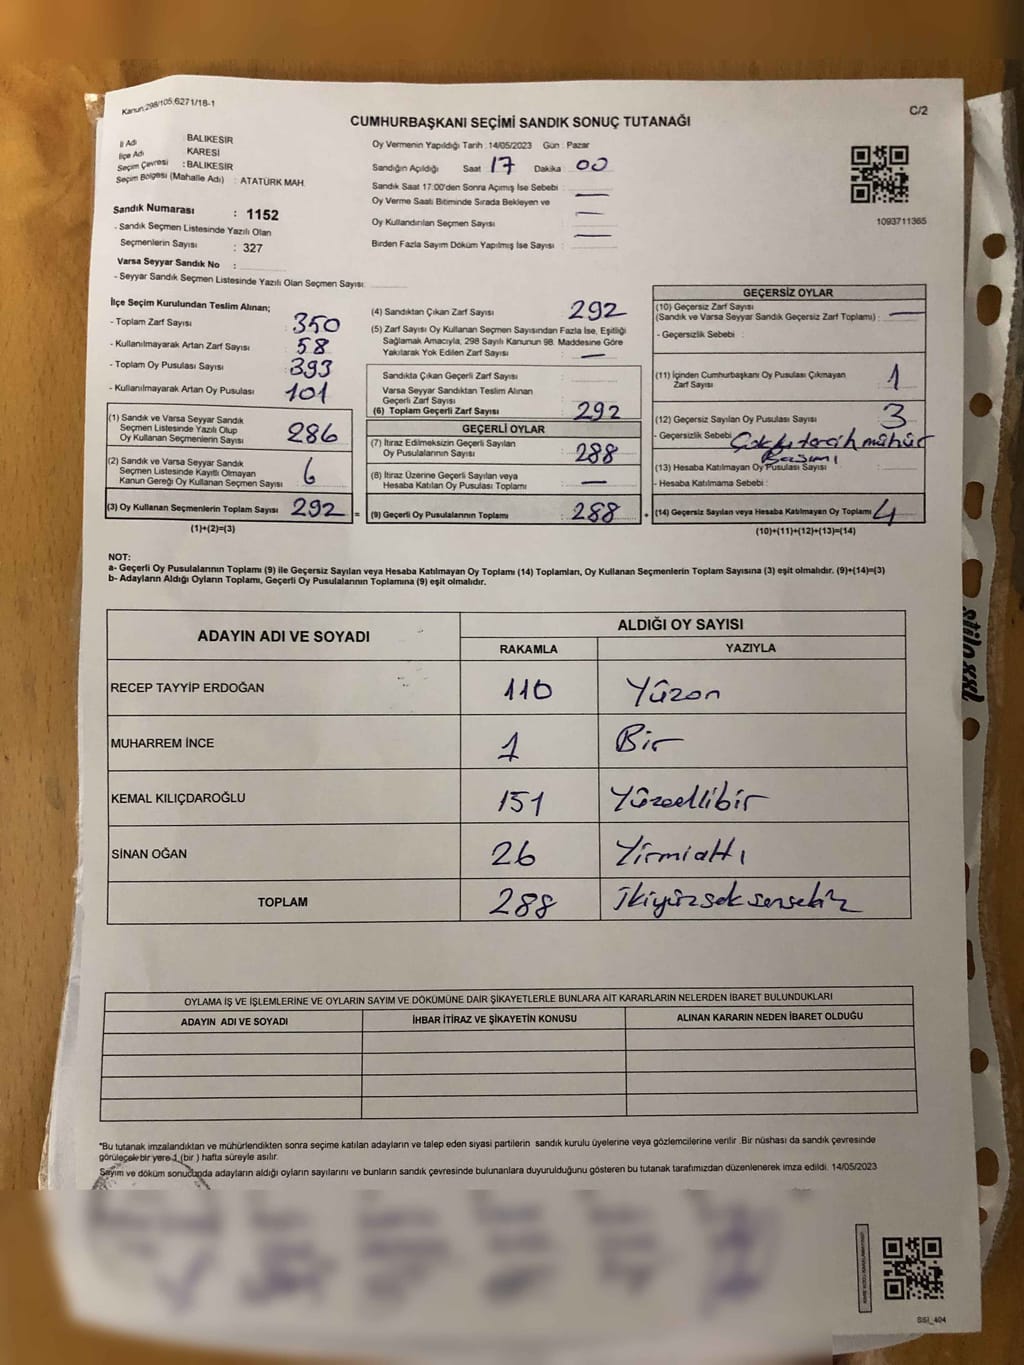 Kanun:298/105;6271/18-1
C/2
CUMHURBAŞKANI SEÇİMİ SANDIK SONUÇ TUTANAĞI
İl Adı BALIKESİR
İlçe Adı KARESİ
Seçim Çevresi : BALIKESİR
Seçim Bölgesi (Mahalle Adı) : ATATÜRK MAH.
Sandık Numarası : 1152
- Sandık Seçmen Listesinde Yazılı Olan
Seçmenlerin Sayısı : 327
Varsa Seyyar Sandık No :
- Seyyar Sandık Seçmen Listesinde Yazılı Olan Seçmen Sayısı:
Oy Vermenin Yapıldığı Tarih : 14/05/2023 Gün : Pazar
Sandığın Açıldığı Saat 17 Dakika 00
Sandık Saat 17:00'den Sonra Açımış İse Sebebi : —
Oy Verme Saati Bitiminde Sırada Bekleyen ve
Oy Kullandırılan Seçmen Sayısı —
Birden Fazla Sayım Döküm Yapılmış İse Sayısı : —
1093711365
İlçe Seçim Kurulundan Teslim Alınan;
- Toplam Zarf Sayısı : 350
- Kullanılmayarak Artan Zarf Sayısı : 58
- Toplam Oy Pusulası Sayısı : 393
- Kullanılmayarak Artan Oy Pusulası : 101
(1) Sandık ve Varsa Seyyar Sandık
Seçmen Listesinde Yazılı Olup
Oy Kullanan Seçmenlerin Sayısı : 286
(2) Sandık ve Varsa Seyyar Sandık
Seçmen Listesinde Kayıtlı Olmayan
Kanun Gereği Oy Kullanan Seçmen Sayısı : 6
(3) Oy Kullanan Seçmenlerin Toplam Sayısı : 292 =
(1)+(2)=(3)
(4) Sandıktan Çıkan Zarf Sayısı : 292
(5) Zarf Sayısı Oy Kullanan Seçmen Sayısından Fazla İse, Eşitliği
Sağlamak Amacıyla, 298 Sayılı Kanunun 98. Maddesine Göre
Yakılarak Yok Edilen Zarf Sayısı : —
Sandıkta Çıkan Geçerli Zarf Sayısı :
Varsa Seyyar Sandıktan Teslim Alınan
Geçerli Zarf Sayısı :
(6) Toplam Geçerli Zarf Sayısı : 292
GEÇERLİ OYLAR
(7) İtiraz Edilmeksizin Geçerli Sayılan
Oy Pusulalarının Sayısı : 288
(8) İtiraz Üzerine Geçerli Sayılan veya
Hesaba Katılan Oy Pusulası Toplamı : —
(9) Geçerli Oy Pusulalarının Toplamı : 288 +
GEÇERSİZ OYLAR
(10) Geçersiz Zarf Sayısı
(Sandık ve Varsa Seyyar Sandık Geçersiz Zarf Toplamı) : —
- Geçersizlik Sebebi :
(11) İçinden Cumhurbaşkanı Oy Pusulası Çıkmayan
Zarf Sayısı : 1
(12) Geçersiz Sayılan Oy Pusulası Sayısı : 3
- Geçersizlik Sebebi : tercih mühür
Basımı
(13) Hesaba Katılmayan Oy Pusulası Sayısı :
- Hesaba Katılmama Sebebi :
(14) Geçersiz Sayılan veya Hesaba Katılmayan Oy Toplamı : 4
(10)+(11)+(12)+(13)=(14)
NOT:
a- Geçerli Oy Pusulalarının Toplamı (9) ile Geçersiz Sayılan veya Hesaba Katılmayan Oy Toplamı (14) Toplamları, Oy Kullanan Seçmenlerin Toplam Sayısına (3) eşit olmalıdır. (9)+(14)=(3)
b- Adayların Aldığı Oyların Toplamı, Geçerli Oy Pusulalarının Toplamına (9) eşit olmalıdır.
ADAYIN ADI VE SOYADI ALDIĞI OY SAYISI
RAKAMLA YAZIYLA
RECEP TAYYİP ERDOĞAN 110 Yüzon
MUHARREM İNCE 1 Bir
KEMAL KILIÇDAROĞLU 151 Yüzellibir
SİNAN OĞAN 26 Yirmialtı
TOPLAM 288 İkiyüzseksensekiz
OYLAMA İŞ VE İŞLEMLERİNE VE OYLARIN SAYIM VE DÖKÜMÜNE DAİR ŞİKAYETLERLE BUNLARA AİT KARARLARIN NELERDEN İBARET BULUNDUKLARI
ADAYIN ADI VE SOYADI İHBAR İTİRAZ VE ŞİKAYETİN KONUSU ALINAN KARARIN NEDEN İBARET OLDUĞU
*Bu tutanak imzalandıktan ve mühürlendikten sonra seçime katılan adayların ve talep eden siyasi partilerin sandık kurulu üyelerine veya gözlemcilerine verilir .Bir nüshası da sandık çevresinde
görülecek bir yere 1 (bir ) hafta süreyle asılır.
Sayım ve döküm sonucunda adayların aldığı oyların sayılarını ve bunların sandık çevresinde bulunanlara duyurulduğunu gösteren bu tutanak tarafımızdan düzenlenerek imza edildi. 14/05/2023
stilo xxl